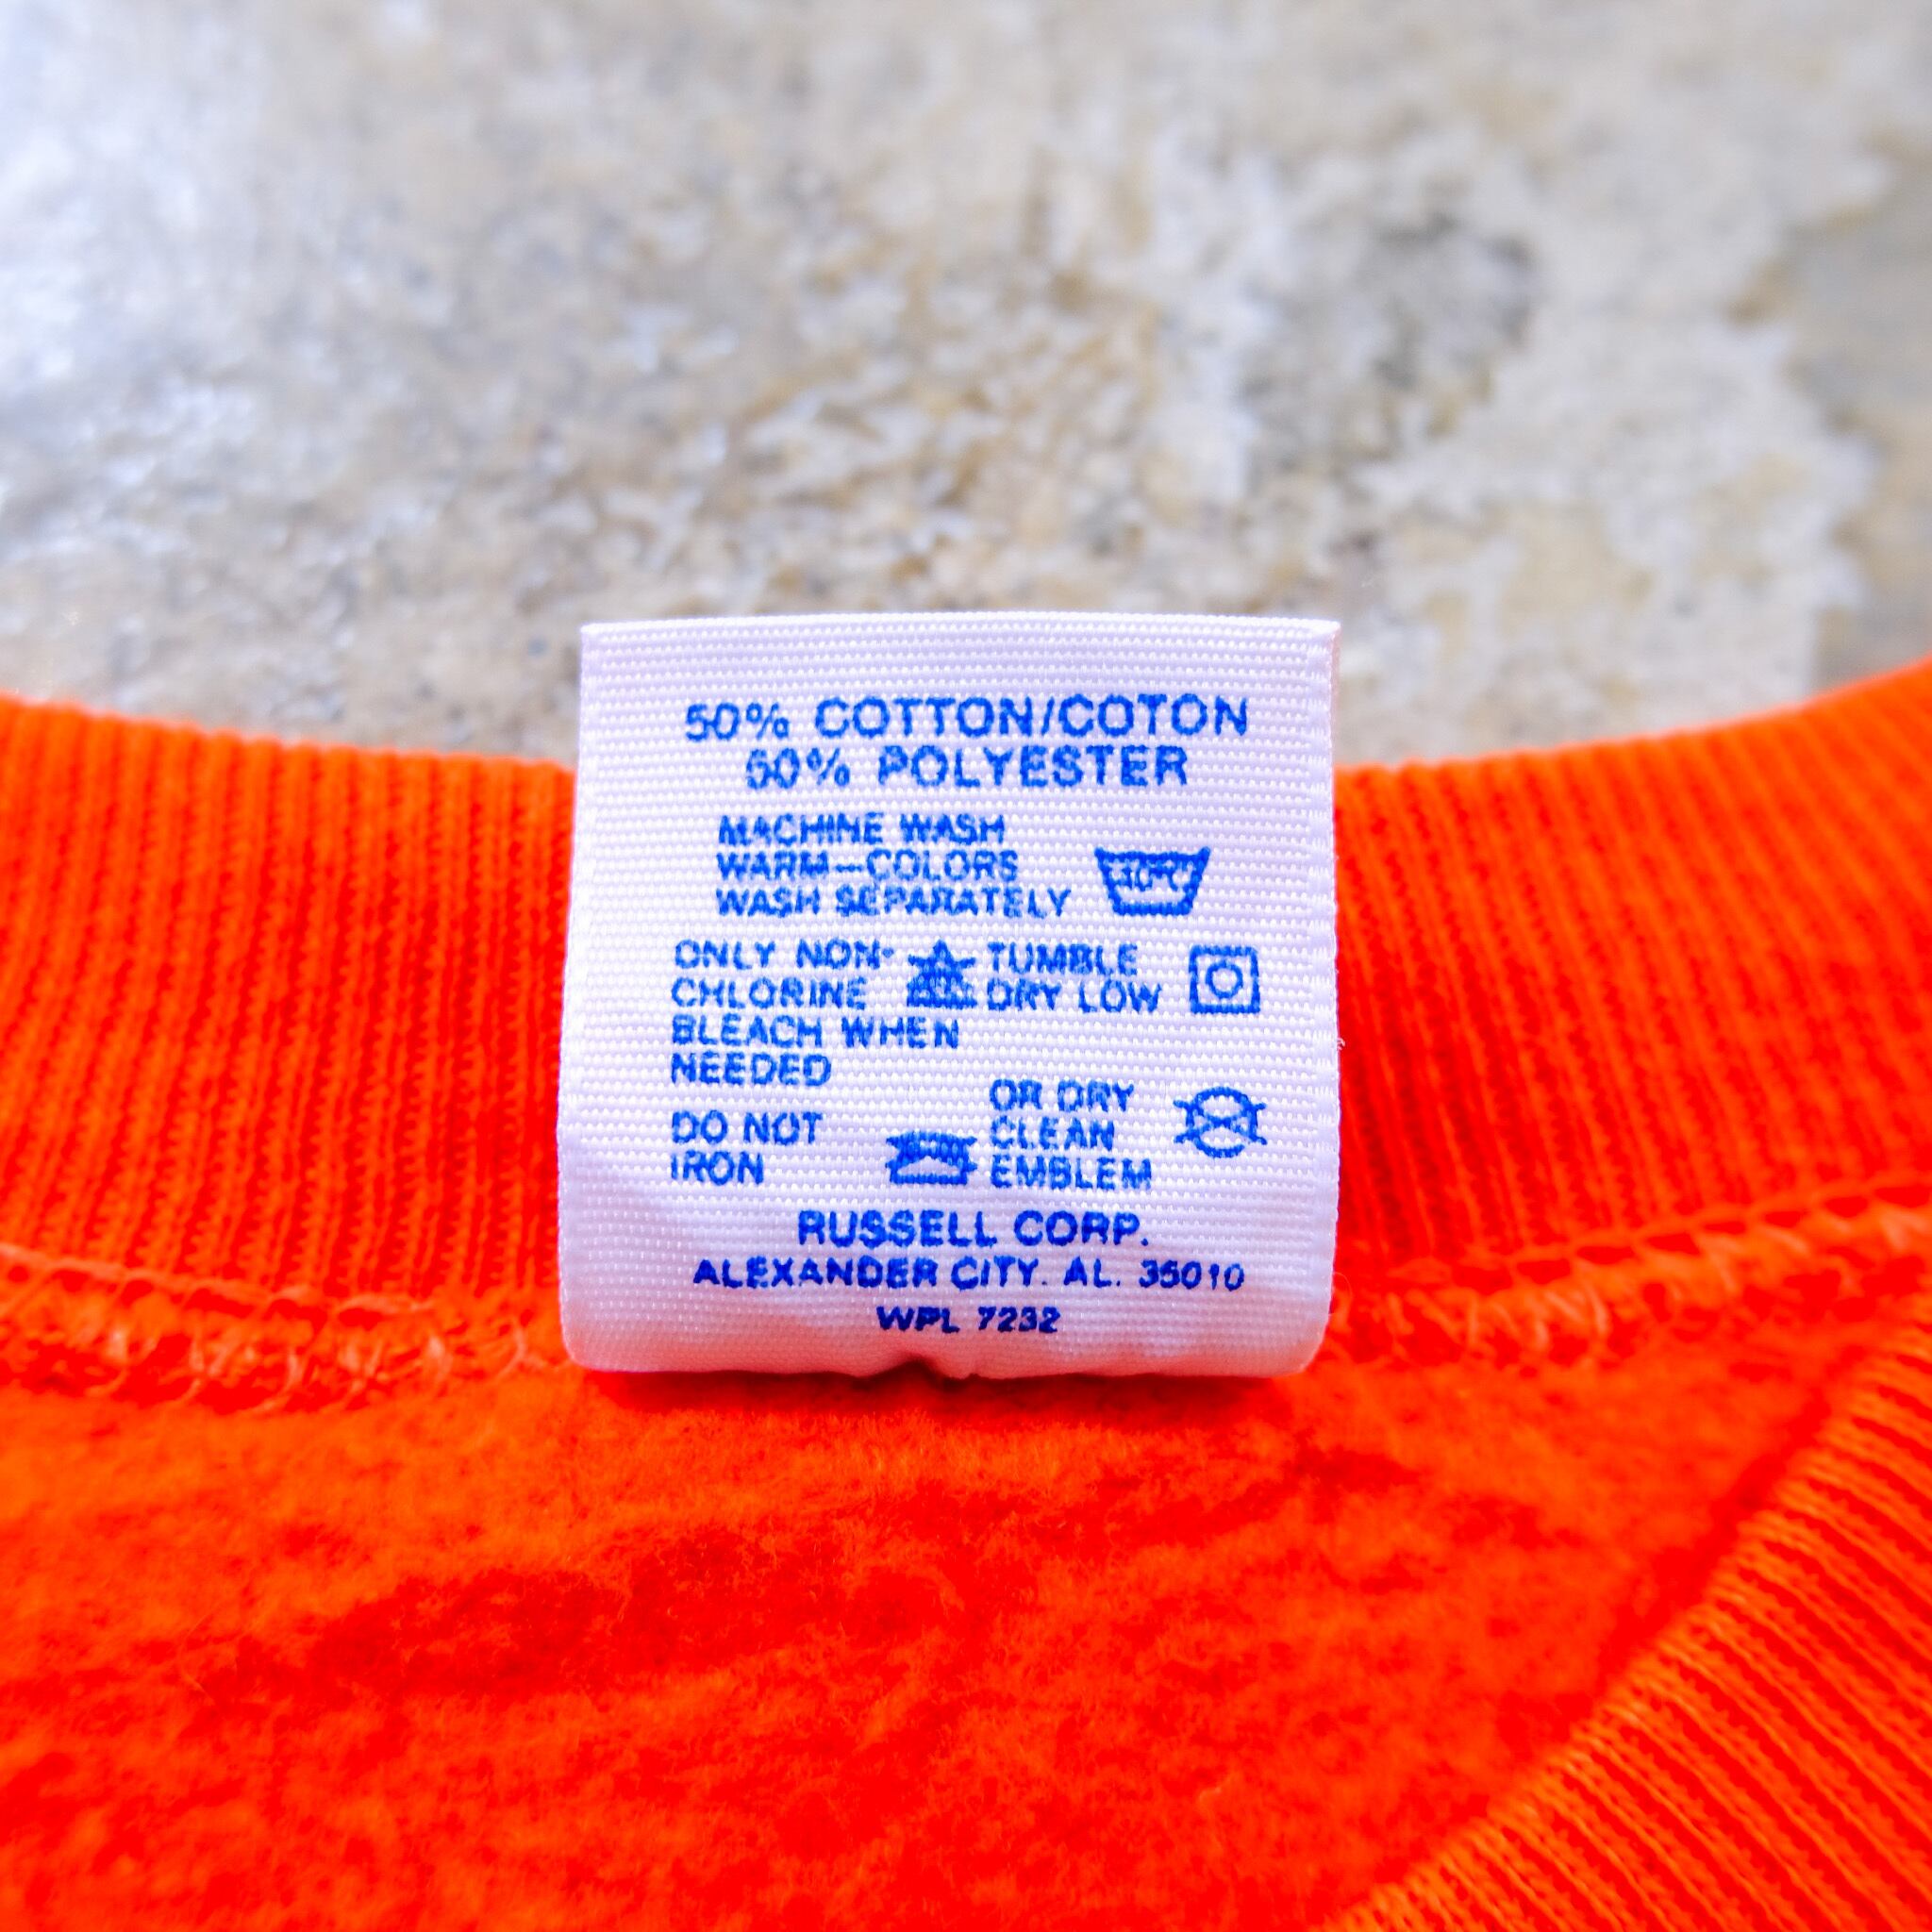 50% COTTON/COTON
50% POLYESTER
MACHINE WASH
WARM—COLORS
WASH SEPARATELY
40°C
ONLY NON-
CHLORINE
BLEACH WHEN
NEEDED
TUMBLE
DRY LOW
DO NOT
IRON
OR DRY
CLEAN
EMBLEM
RUSSELL CORP.
ALEXANDER CITY. AL. 35010
WPL 7232